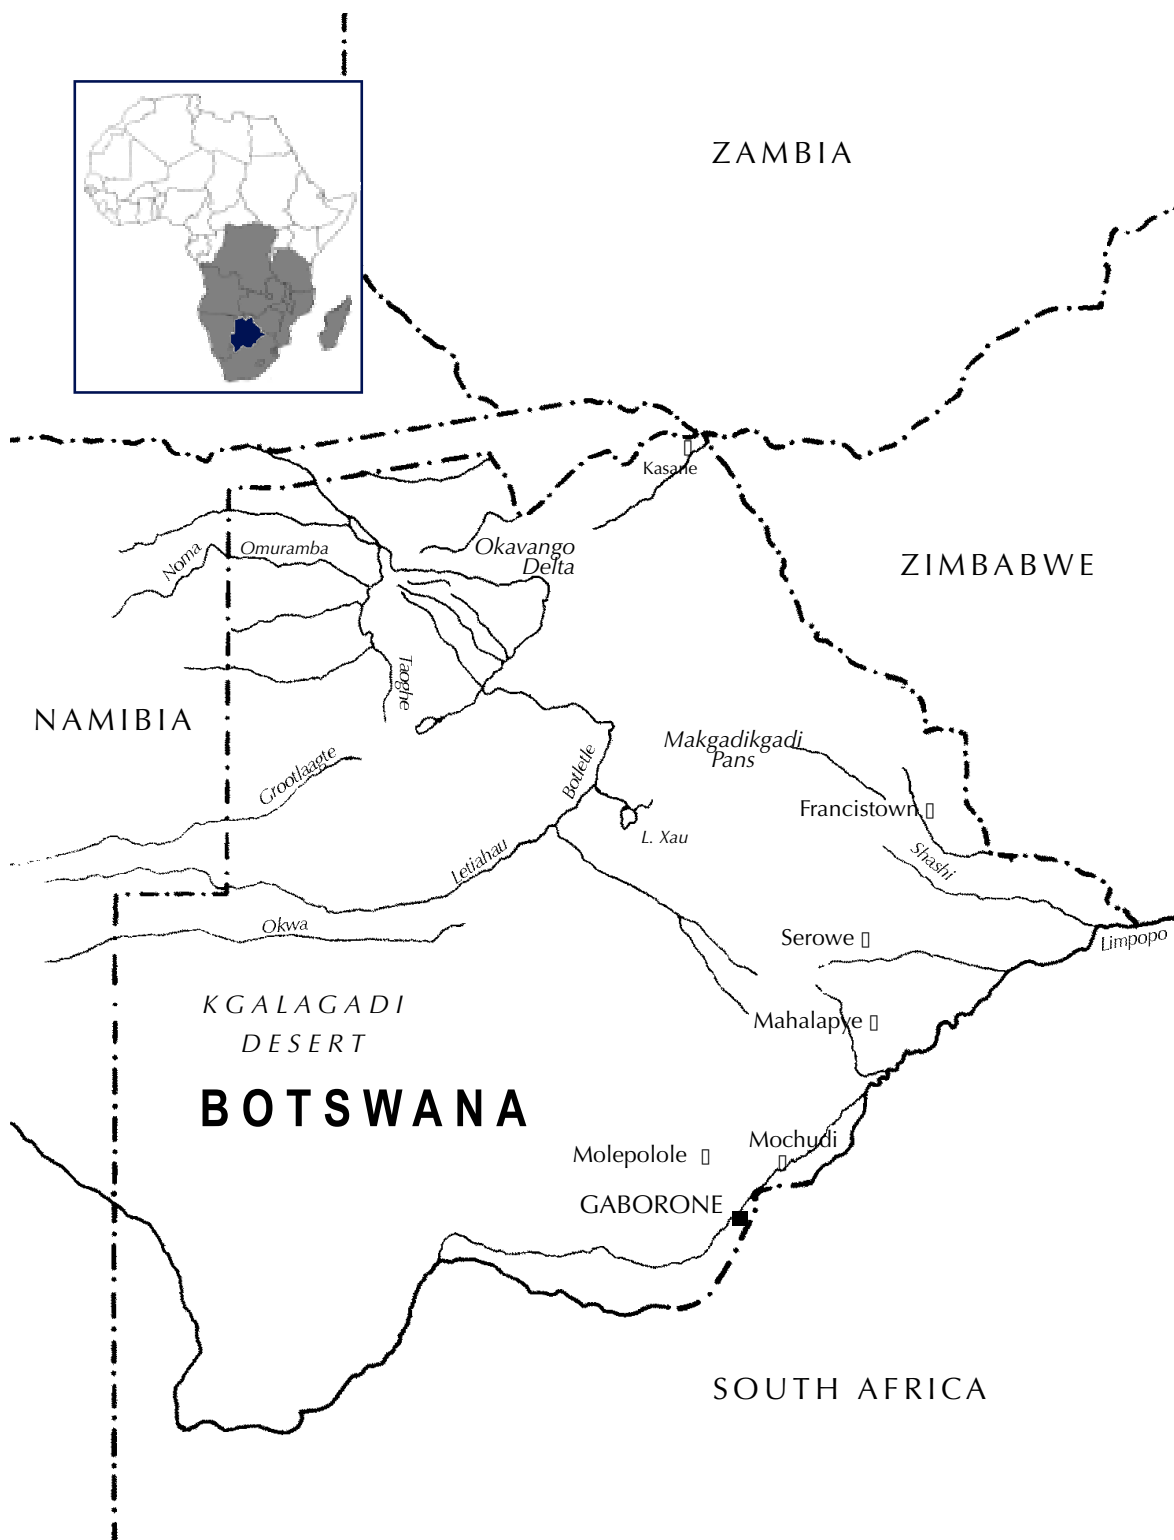 ZAMBIA
Kasane
Okavango
Delta
ZIMBABWE
Noma
Omuramba
Taoghe
NAMIBIA
Makgadikgadi
Pans
Grootlaagte
Botletle
Francistown
L. Xau
Shashi
Letiahau
Okwa
Serowe
Limpopo
KGALAGADI
DESERT
Mahalapye
BOTSWANA
Mochudi
Molepolole
GABORONE
SOUTH AFRICA